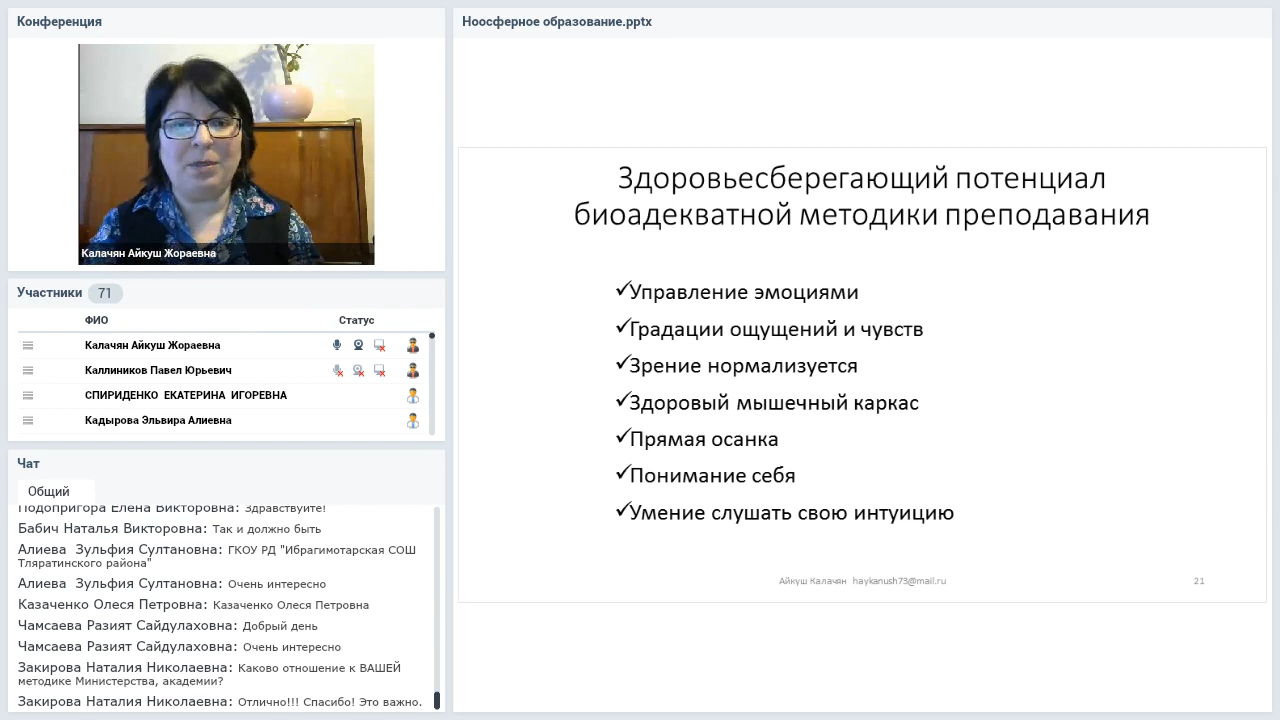 Конференция
Калачян Айкуш Жораевна
Участники 71
ФИО Статус
Калачян Айкуш Жораевна
Каллиников Павел Юрьевич
СПИРИДЕНКО ЕКАТЕРИНА ИГОРЕВНА
Кадырова Эльвира Алиевна
Чат
Общий
Подопригора Елена Викторовна: Здравствуйте!
Бабич Наталья Викторовна: Так и должно быть
Алиева Зульфия Султановна: ГКОУ РД "Ибрагимотарская СОШ
Тляратинского района"
Алиева Зульфия Султановна: Очень интересно
Казаченко Олеся Петровна: Казаченко Олеся Петровна
Чамсаева Разият Сайдулаховна: Добрый день
Чамсаева Разият Сайдулаховна: Очень интересно
Закирова Наталия Николаевна: Каково отношение к ВАШЕЙ
методике Министерства, академии?
Закирова Наталия Николаевна: Отлично!!! Спасибо! Это важно.
Ноосферное образование.pptx
Здоровьесберегающий потенциал
биоадекватной методики преподавания
✓Управление эмоциями
✓Градации ощущений и чувств
✓Зрение нормализуется
✓Здоровый мышечный каркас
✓Прямая осанка
✓Понимание себя
✓Умение слушать свою интуицию
Айкуш Калачян haykanush73@mail.ru 21